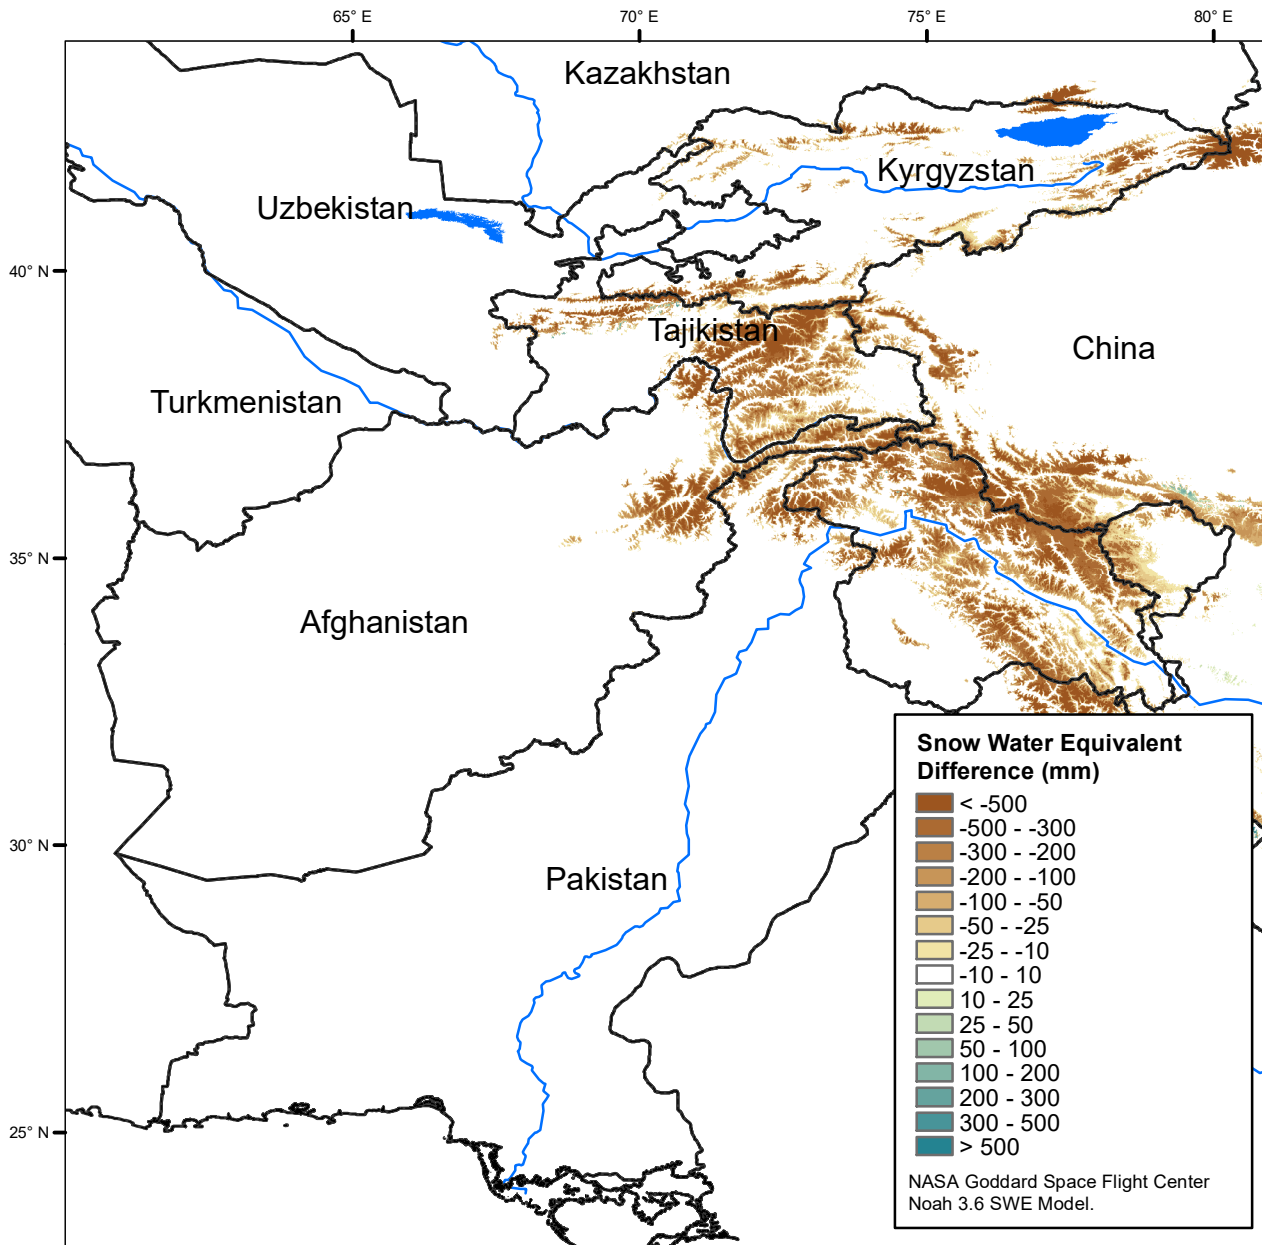 65° E
70° E
75° E
80° E
Kazakhstan
Kyrgyzstan
Uzbekistan
40° N
Tajikistan
China
Turkmenistan
35° N
Afghanistan
30° N
Pakistan
25° N
Snow Water Equivalent
Difference (mm)
< -500
-500 - -300
-300 - -200
-200 - -100
-100 - -50
-50 - -25
-25 - -10
-10 - 10
10 - 25
25 - 50
50 - 100
100 - 200
200 - 300
300 - 500
> 500
NASA Goddard Space Flight Center
Noah 3.6 SWE Model.